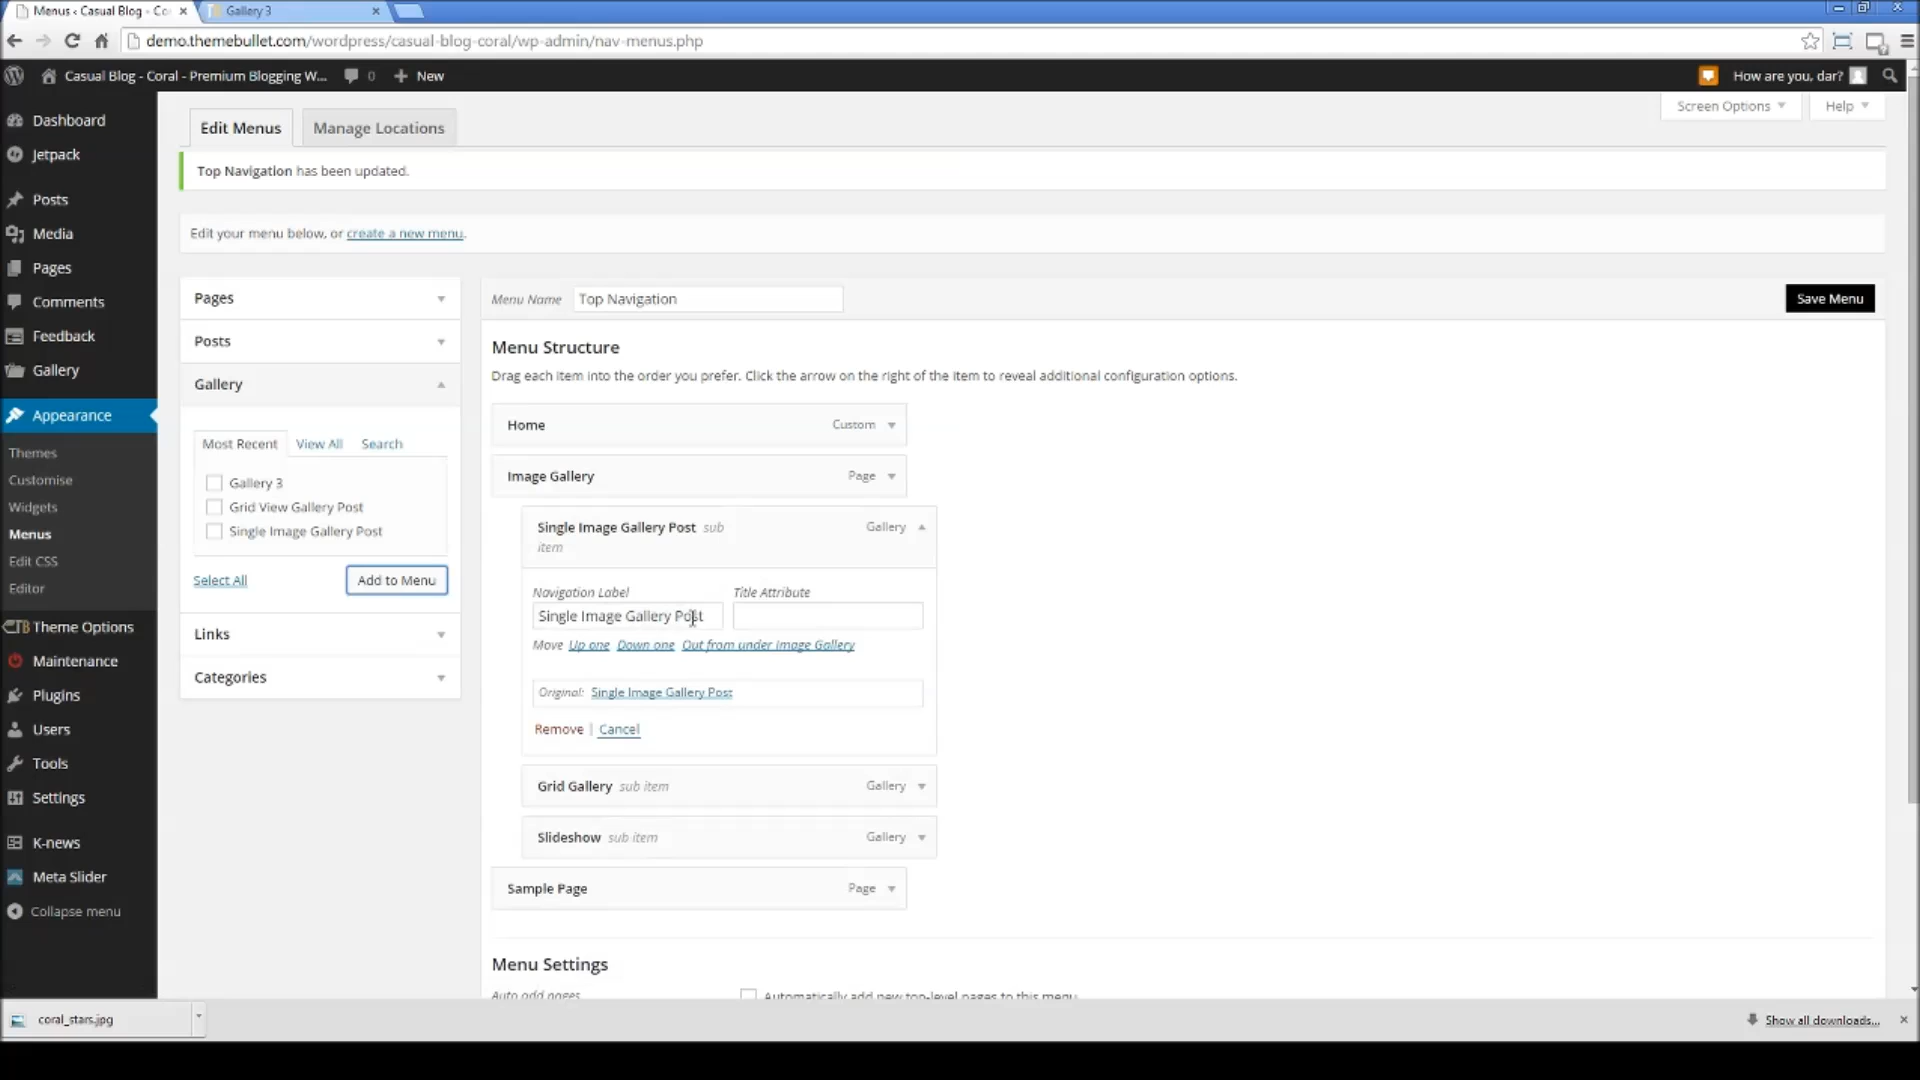 Menus ‹ Casual Blog - Co
Gallery 3
demo.themebullet.com/wordpress/casual-blog-coral/wp-admin/nav-menus.php
Casual Blog - Coral - Premium Blogging W...
0
New
How are you, dar?
Dashboard
Jetpack
Posts
Media
Pages
Comments
Feedback
Gallery
Appearance
Themes
Customise
Widgets
Menus
Edit CSS
Editor
Theme Options
Maintenance
Plugins
Users
Tools
Settings
K-news
Meta Slider
Collapse menu
Screen Options
Help
Edit Menus
Manage Locations
Top Navigation has been updated.
Edit your menu below, or create a new menu.
Pages
Posts
Gallery
Most Recent
View All
Search
Gallery 3
Grid View Gallery Post
Single Image Gallery Post
Select All
Add to Menu
Links
Categories
Menu Name
Top Navigation
Save Menu
Menu Structure
Drag each item into the order you prefer. Click the arrow on the right of the item to reveal additional configuration options.
Home
Custom
Image Gallery
Page
Single Image Gallery Post sub
item
Gallery
Navigation Label
Title Attribute
Single Image Gallery Post
Move Up one Down one Out from under Image Gallery
Original: Single Image Gallery Post
Remove | Cancel
Grid Gallery sub item
Gallery
Slideshow sub item
Gallery
Sample Page
Page
Menu Settings
Auto add pages
Automatically add new top-level pages to this menu
coral_stars.jpg
Show all downloads...